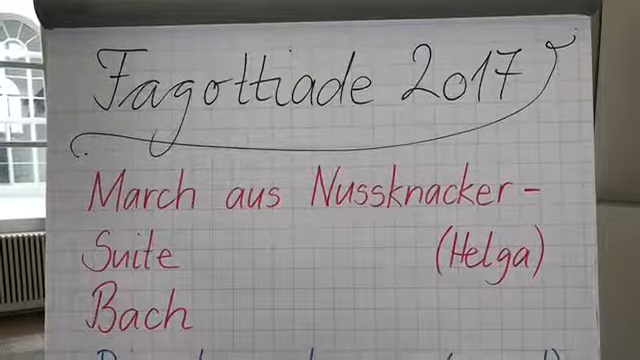 Fagottiade 2017
March aus Nussknacker-
Suite (Helga)
Bach